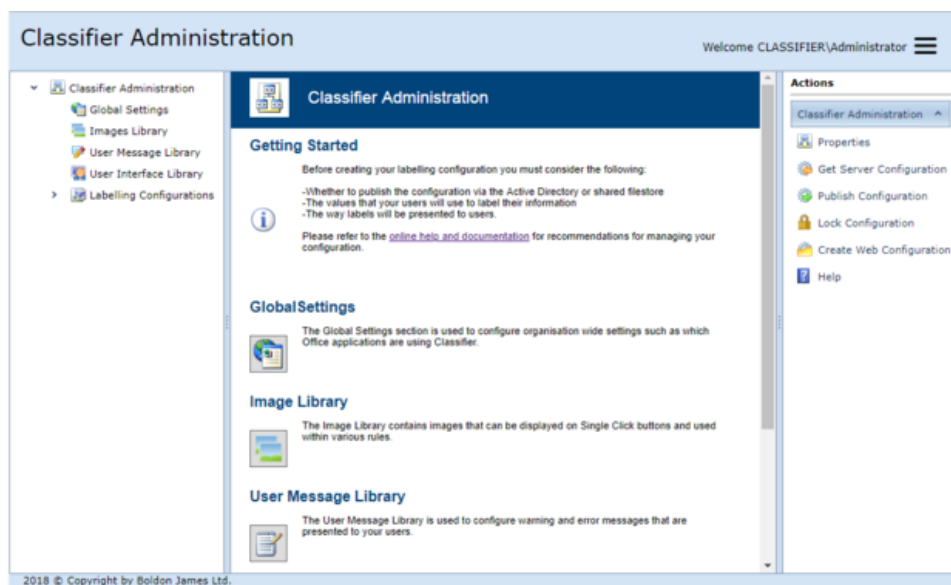 Classifier Administration
Welcome CLASSIFIER\Administrator
Classifier Administration
Global Settings
Images Library
User Message Library
User Interface Library
Labelling Configurations
Classifier Administration
Getting Started
Before creating your labelling configuration you must consider the following:
-Whether to publish the configuration via the Active Directory or shared filestore
-The values that your users will use to label their information
-The way labels will be presented to users.
Please refer to the online help and documentation for recommendations for managing your
configuration.
GlobalSettings
The Global Settings section is used to configure organisation wide settings such as which
Office applications are using Classifier.
Image Library
The Image Library contains images that can be displayed on Single Click buttons and used
within various rules.
User Message Library
The User Message Library is used to configure warning and error messages that are
presented to your users.
Actions
Classifier Administration
Properties
Get Server Configuration
Publish Configuration
Lock Configuration
Create Web Configuration
Help
2018 © Copyright by Boldon James Ltd.